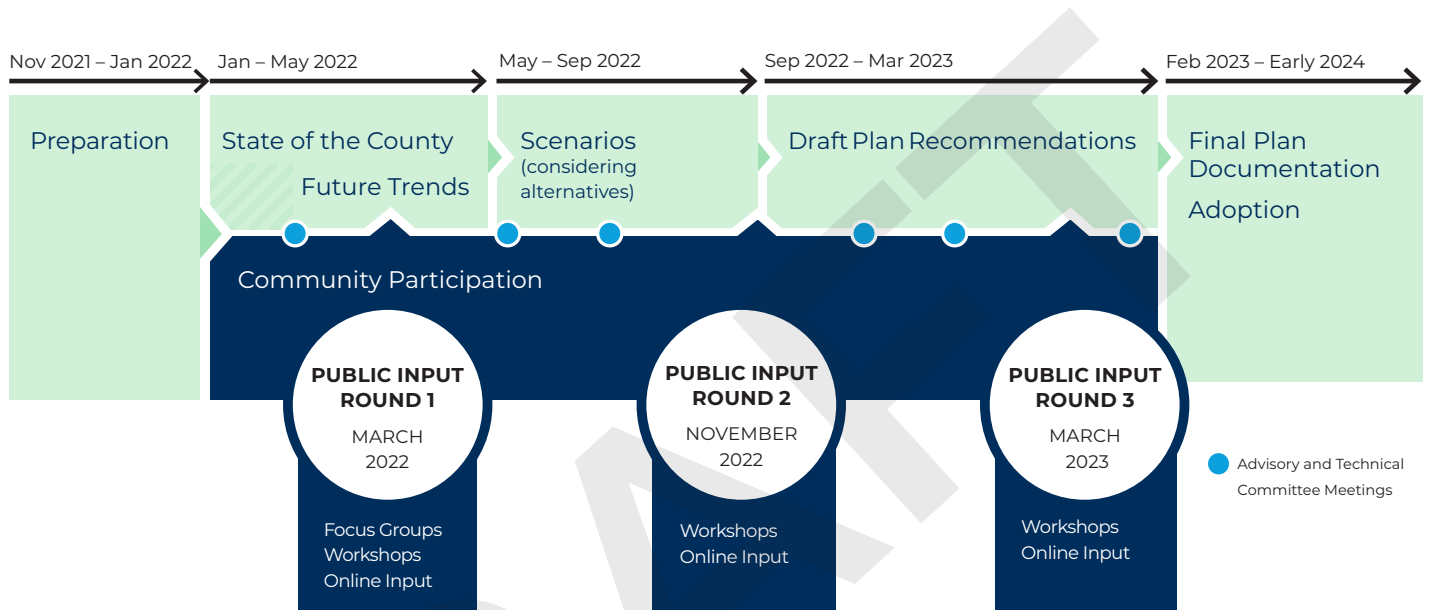 Nov 2021 – Jan 2022
Jan – May 2022
May – Sep 2022
Sep 2022 – Mar 2023
Feb 2023 – Early 2024
Preparation
State of the County
Future Trends
Scenarios
(considering
alternatives)
Draft Plan Recommendations
Final Plan
Documentation
Adoption
Community Participation
PUBLIC INPUT
ROUND 1
MARCH
2022
Focus Groups
Workshops
Online Input
PUBLIC INPUT
ROUND 2
NOVEMBER
2022
Workshops
Online Input
PUBLIC INPUT
ROUND 3
MARCH
2023
Workshops
Online Input
Advisory and Technical
Committee Meetings
DRAFT